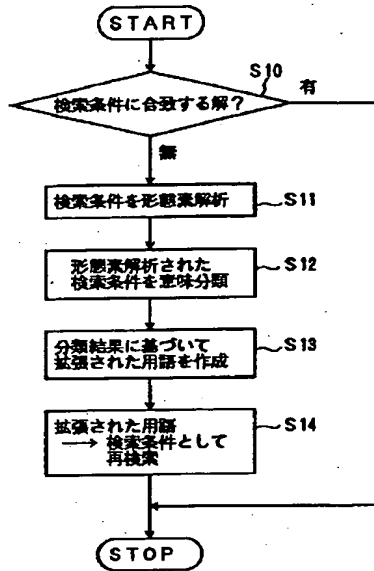 START
S10
検索条件に合致する解?
有
無
検索条件を形態素解析
S11
形態素解析された
検索条件を意味分類
S12
分類結果に基づいて
拡張された用語を作成
S13
拡張された用語
→ 検索条件として
再検索
S14
STOP